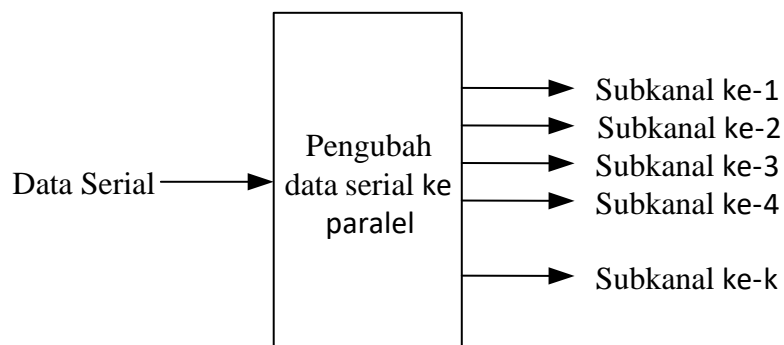 Data Serial
Pengubah
data serial ke
paralel
Subkanal ke-1
Subkanal ke-2
Subkanal ke-3
Subkanal ke-4
Subkanal ke-k